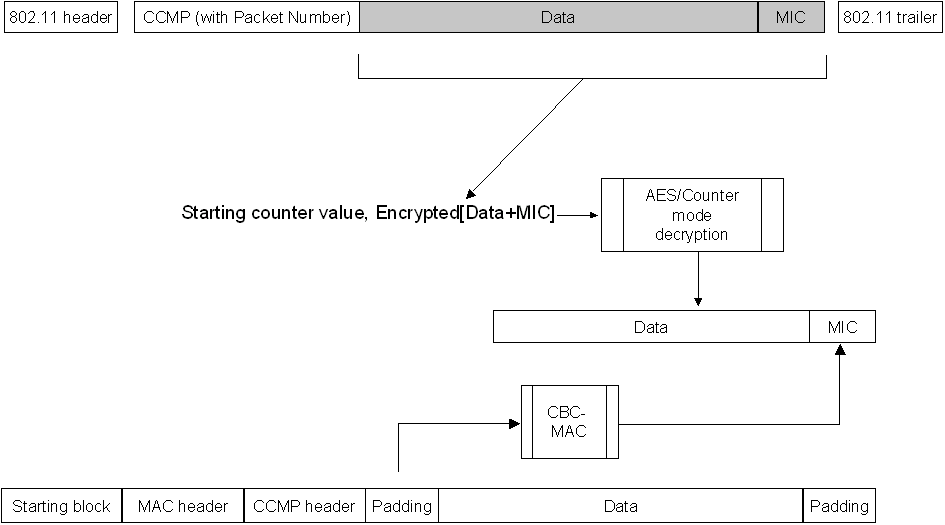 802.11 header CCMP (with Packet Number) Data MIC 802.11 trailer
Starting counter value, Encrypted[Data+MIC]
AES/Counter
mode
decryption
Data MIC
CBC-
MAC
Starting block MAC header CCMP header Padding Data Padding